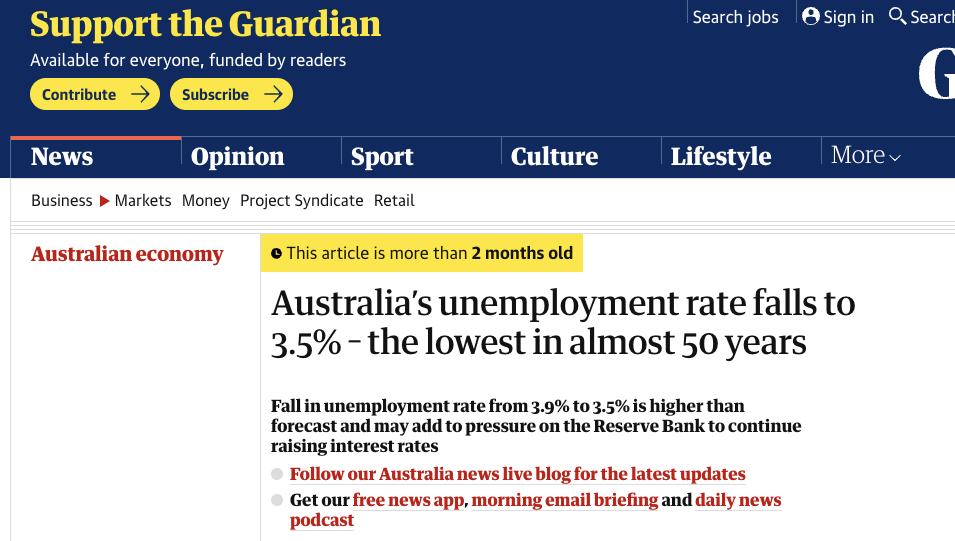 Support the Guardian
Available for everyone, funded by readers
Contribute
Subscribe
Search jobs
Sign in
Search
G
News
Opinion
Sport
Culture
Lifestyle
More
Business
Markets
Money
Project Syndicate
Retail
Australian economy
This article is more than 2 months old
Australia’s unemployment rate falls to
3.5% – the lowest in almost 50 years
Fall in unemployment rate from 3.9% to 3.5% is higher than
forecast and may add to pressure on the Reserve Bank to continue
raising interest rates
Follow our Australia news live blog for the latest updates
Get our free news app, morning email briefing and daily news
podcast